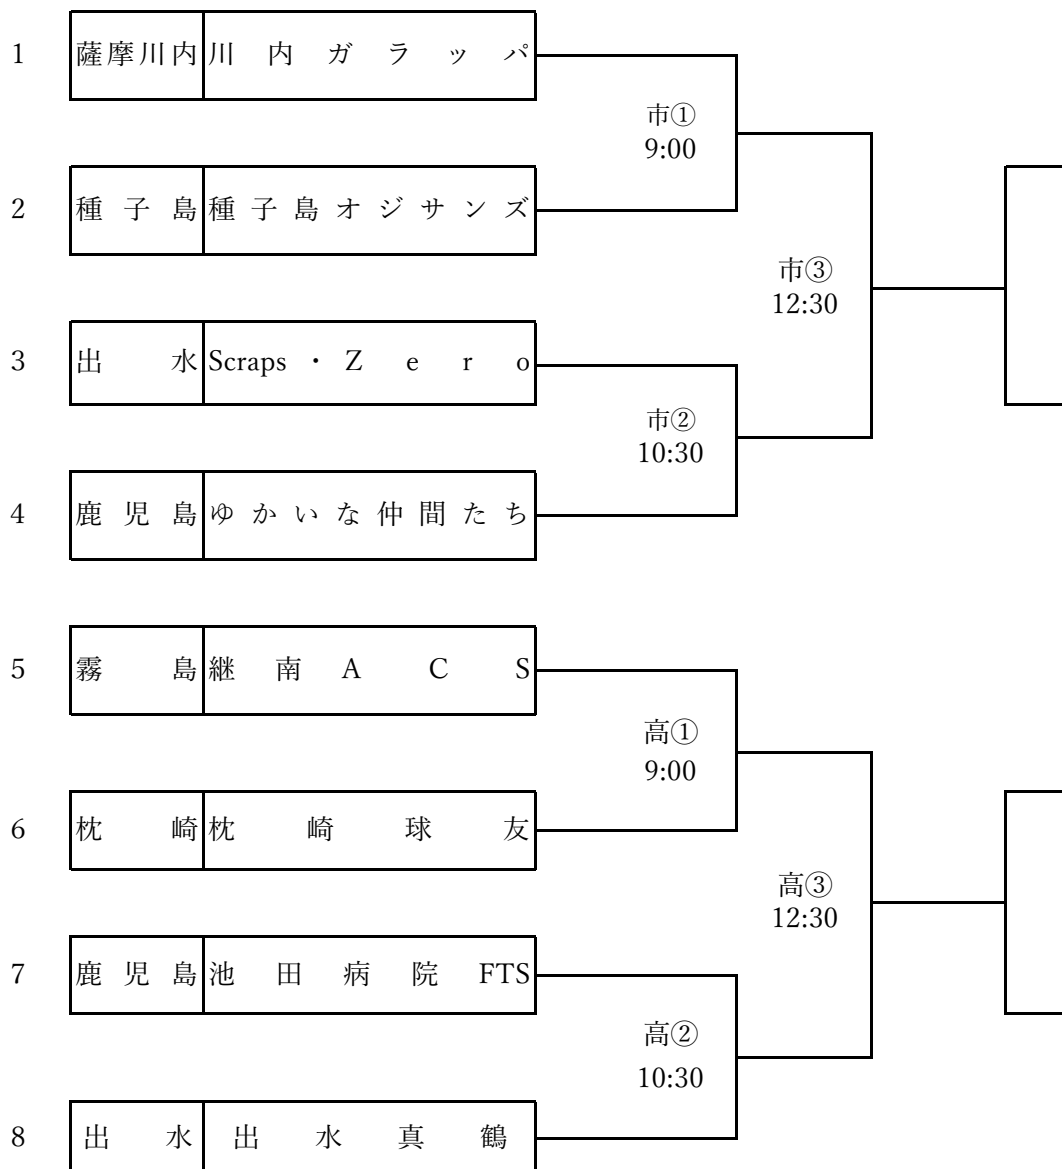 1 薩摩川内 川内ガラッパ
市①
9:00
2 種子島 種子島オジサンズ
市③
12:30
3 出水 Scraps・Zero
市②
10:30
4 鹿児島 ゆかいな仲間たち
5 霧島 継南ACS
高①
9:00
6 枕崎 枕崎球友
高③
12:30
7 鹿児島 池田病院FTS
高②
10:30
8 出水 出水真鶴